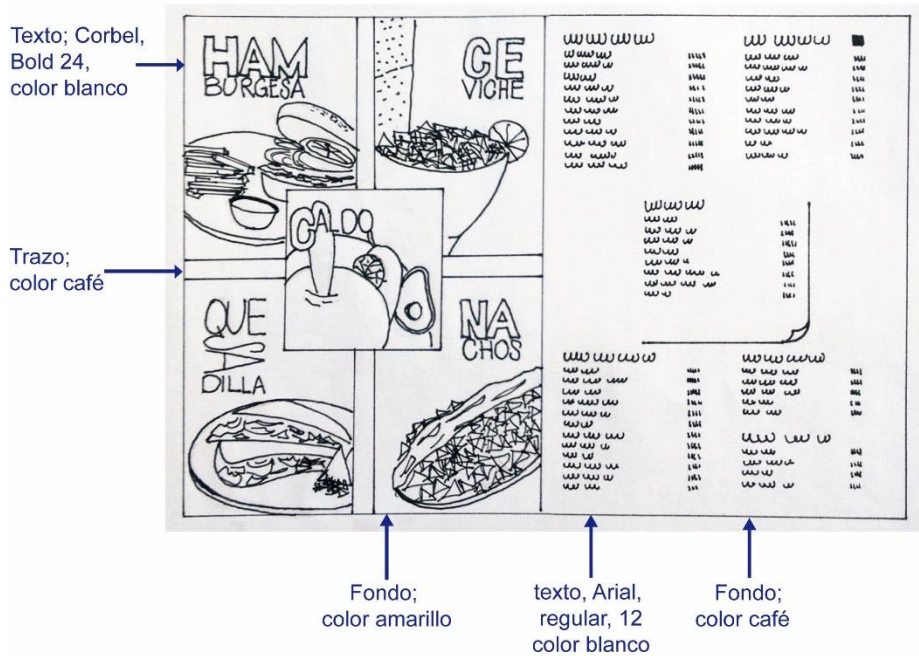 Texto; Corbel,
Bold 24,
color blanco
HAM
BURGESA
CE
VICHE
Trazo;
color café
CALDO
QUE
SA
DILLA
NA
CHOS
Fondo;
color amarillo
texto, Arial,
regular, 12
color blanco
Fondo;
color café